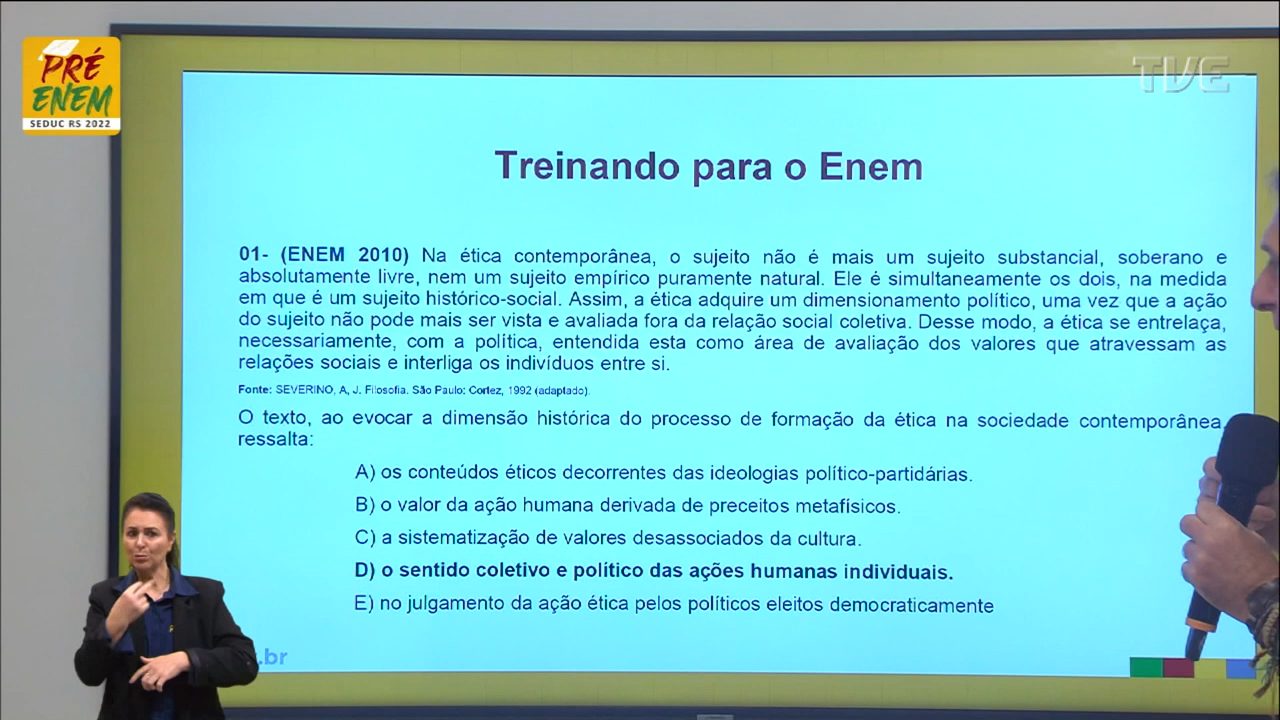 PRÉ
ENEM
SEDUC RS 2022
TVE
Treinando para o Enem
01- (ENEM 2010) Na ética contemporânea, o sujeito não é mais um sujeito substancial, soberano e
absolutamente livre, nem um sujeito empírico puramente natural. Ele é simultaneamente os dois, na medida
em que é um sujeito histórico-social. Assim, a ética adquire um dimensionamento político, uma vez que a ação
do sujeito não pode mais ser vista e avaliada fora da relação social coletiva. Desse modo, a ética se entrelaça,
necessariamente, com a política, entendida esta como área de avaliação dos valores que atravessam as
relações sociais e interliga os indivíduos entre si.
Fonte: SEVERINO, A, J. Filosofia. São Paulo: Cortez, 1992 (adaptado).
O texto, ao evocar a dimensão histórica do processo de formação da ética na sociedade contemporânea,
ressalta:
A) os conteúdos éticos decorrentes das ideologias político-partidárias.
B) o valor da ação humana derivada de preceitos metafísicos.
C) a sistematização de valores desassociados da cultura.
D) o sentido coletivo e político das ações humanas individuais.
E) no julgamento da ação ética pelos políticos eleitos democraticamente
.br